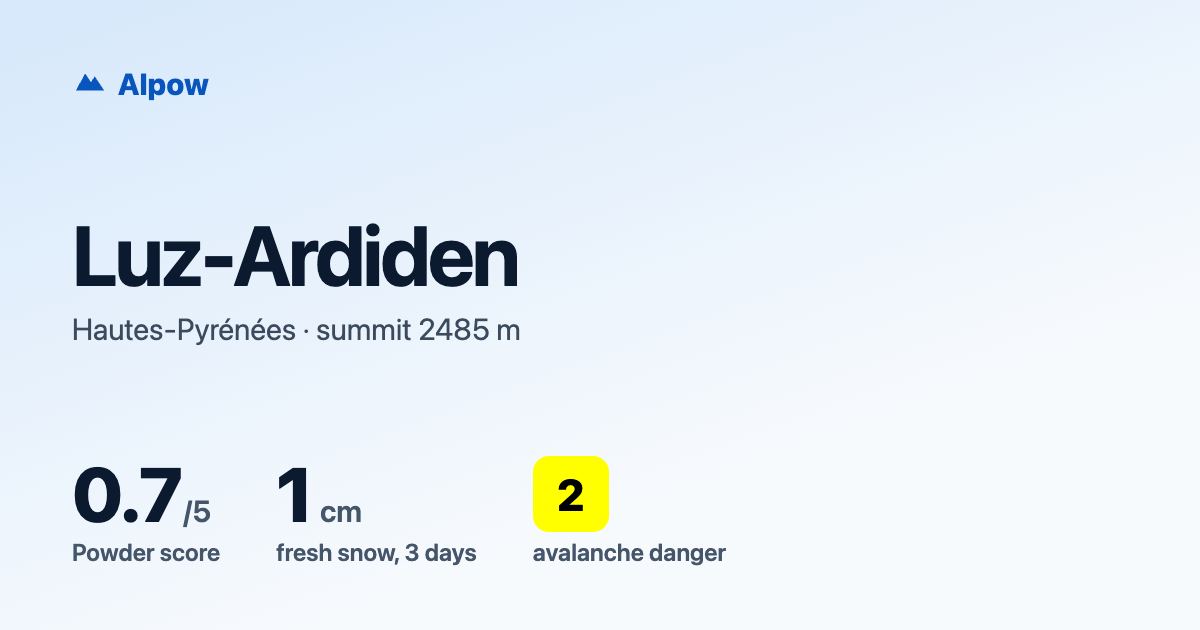 Alpow
Luz-Ardiden
Hautes-Pyrénées · summit 2485 m
0.7/5
Powder score
1 cm
fresh snow, 3 days
2
avalanche danger